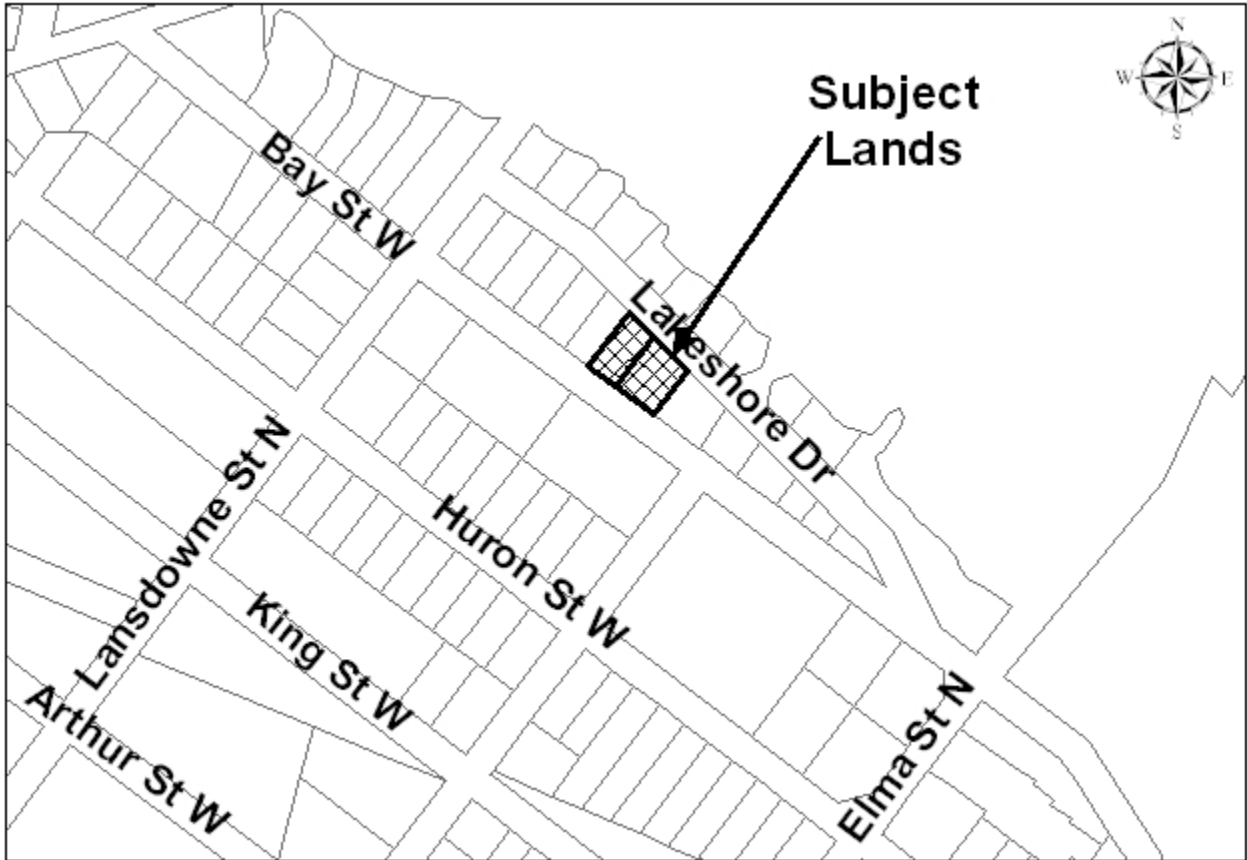 N
W E
S
Subject
Lands
Bay St W
Lakeshore Dr
Lansdowne St N
Huron St W
King St W
Arthur St W
Elma St N